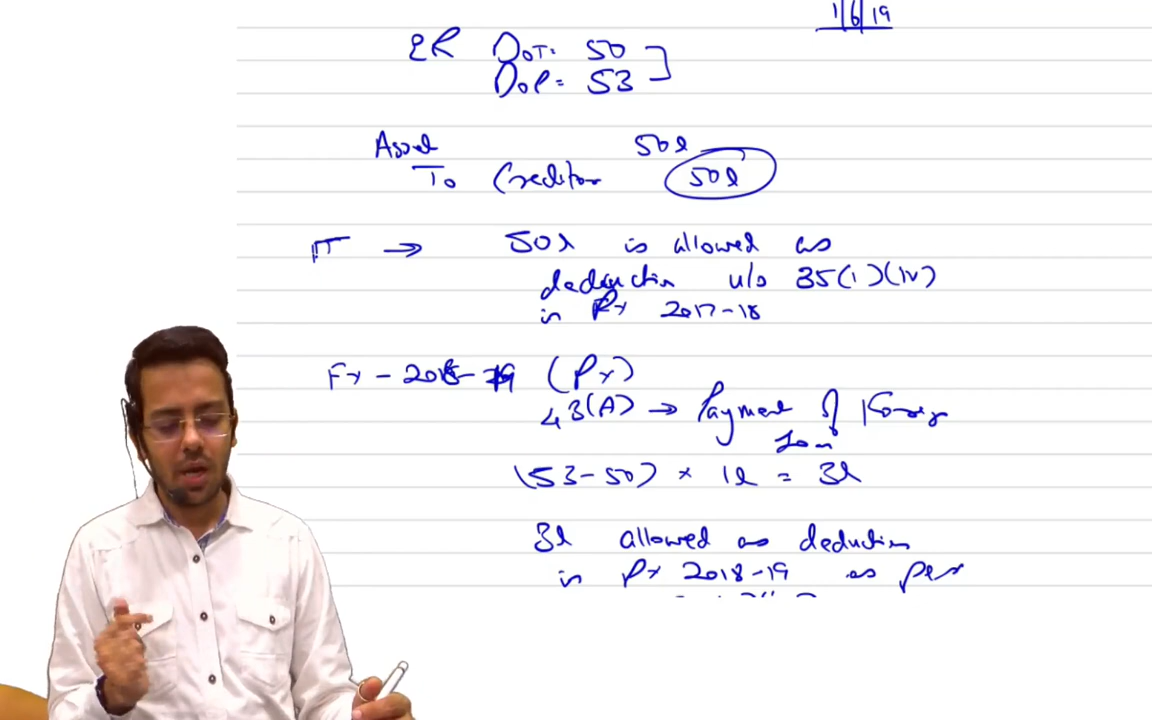 1/6/19
ER DOT: 50
DOP= 53
Asset 50l
To Creditor 50l
IT → 50l is allowed as
deduction u/s 35(1)(iv)
in PY 2017-18
FY - 2018-19 (PY)
43(A) → Payment of Foreign
Loan
(53-50) × 1l = 3l
3l allowed as deduction
in PY 2018-19 as per